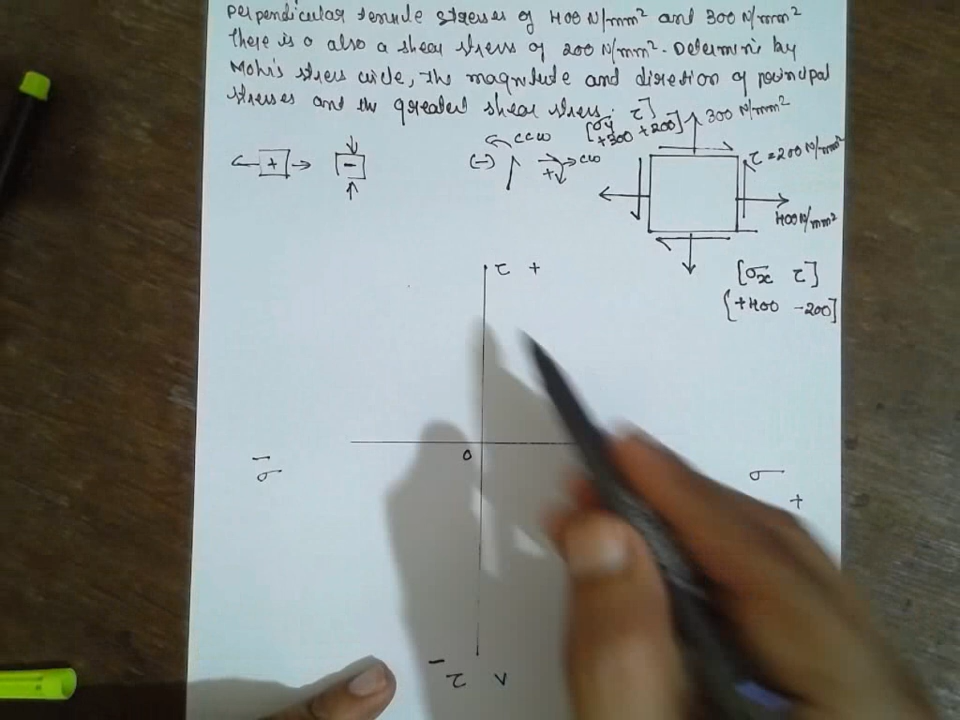 perpendicular tensile stresses of 400 N/mm² and 300 N/mm²
There is a also a shear stress of 200 N/mm². Determine by
Mohr's stress circle, the magnitude and direction of principal
stresses and the greatest shear stress.
[σy τ]
+300 +200]
300 N/mm²
ccw
(-)
cw
+
+
-
τ = 200 N/mm²
400 N/mm²
[σx τ]
[+400 -200]
τ +
0
-
σ
σ
+
-
τ